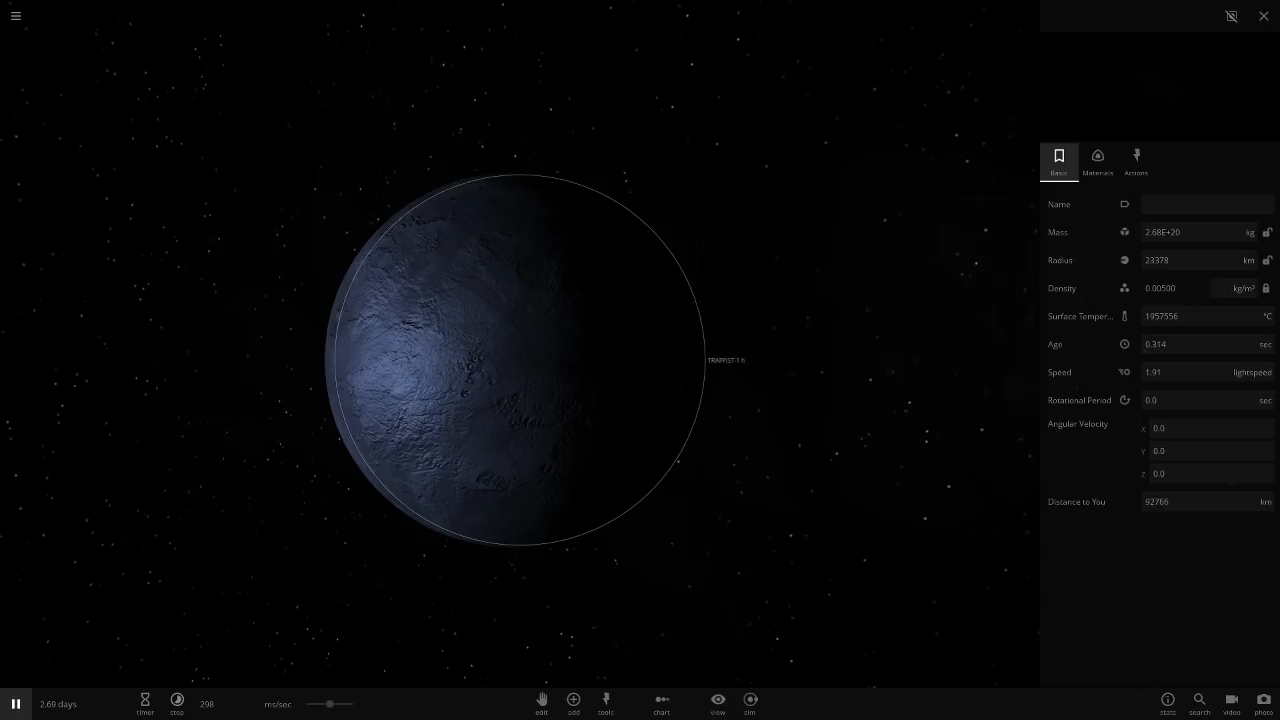 Basic Materials Actions
Name
Mass 2.68E+20 kg
Radius 23378 km
Density 0.00500 kg/m³
Surface Temper... 1957556 °C
Age 0.314 sec
Speed 1.91 lightspeed
Rotational Period 0.0 sec
Angular Velocity X 0.0
Y 0.0
Z 0.0
TRAPPIST-1 h
Distance to You 92766 km
2.69 days timer step 298 ms/sec edit add tools chart view sim stats search video photo